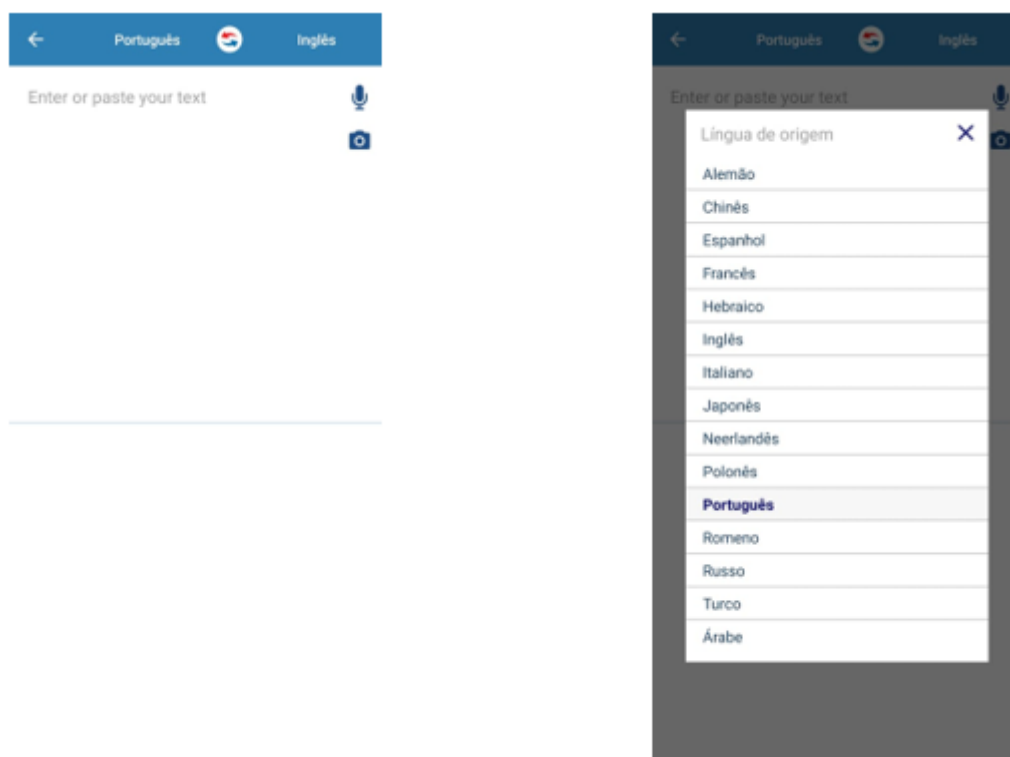 Português Inglês
Enter or paste your text
Português Inglês
Enter or paste your text
Língua de origem
Alemão
Chinês
Espanhol
Francês
Hebraico
Inglês
Italiano
Japonês
Neerlandês
Polonês
Português
Romeno
Russo
Turco
Árabe